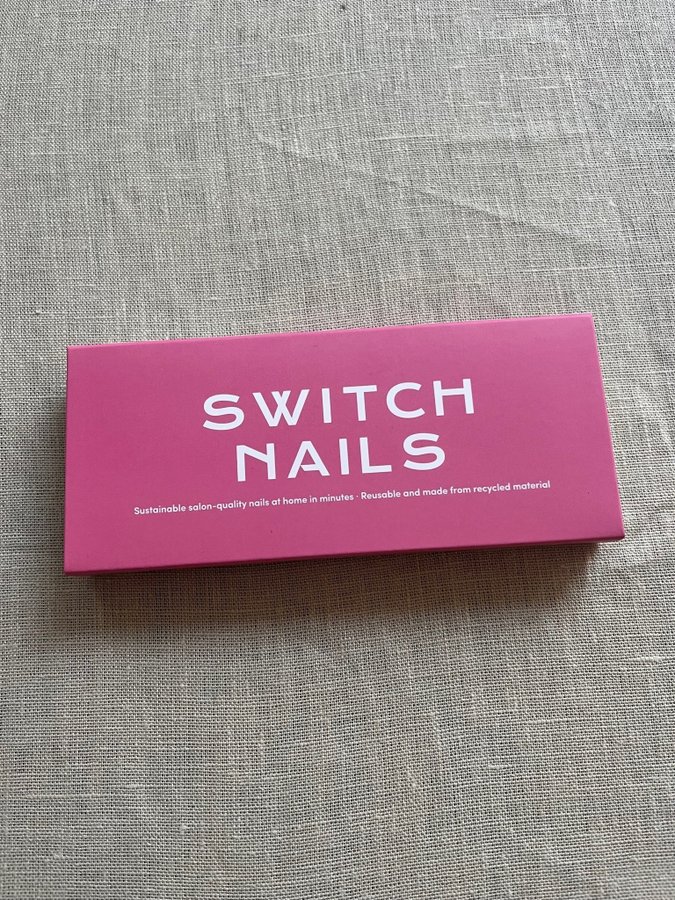 SWITCH
NAILS
Sustainable salon-quality nails at home in minutes · Reusable and made from recycled material